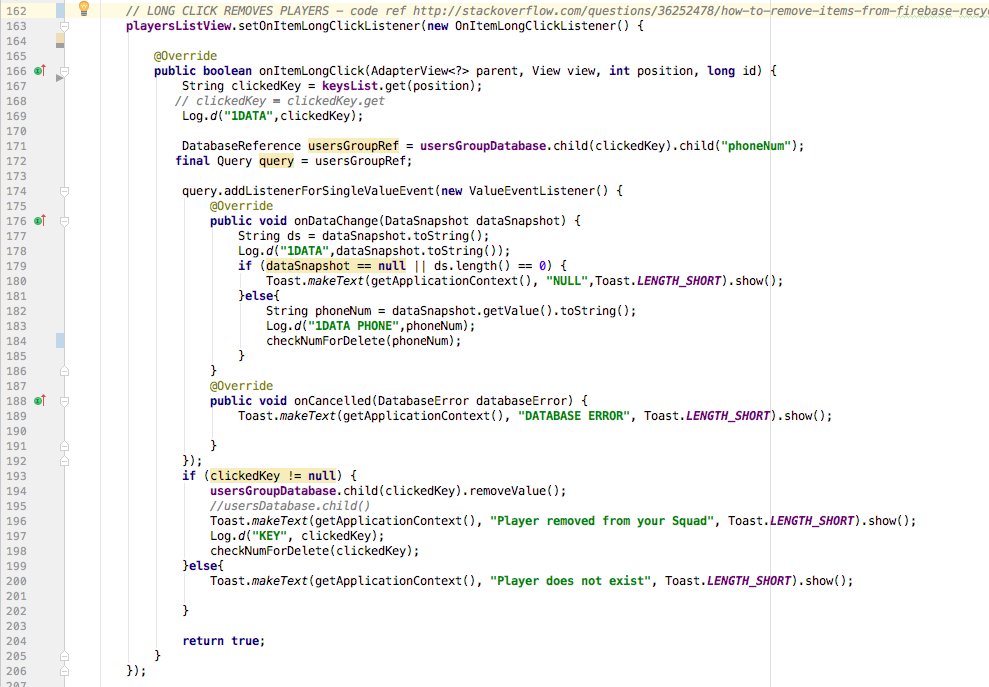 162 // LONG CLICK REMOVES PLAYERS – code ref http://stackoverflow.com/questions/36252478/how-to-remove-items-from-firebase-recyc
163 playersListView.setOnItemLongClickListener(new OnItemLongClickListener() {
164
165 @Override
166 public boolean onItemLongClick(AdapterView<?> parent, View view, int position, long id) {
167 String clickedKey = keysList.get(position);
168 // clickedKey = clickedKey.get
169 Log.d("1DATA",clickedKey);
170
171 DatabaseReference usersGroupRef = usersGroupDatabase.child(clickedKey).child("phoneNum");
172 final Query query = usersGroupRef;
173
174 query.addListenerForSingleValueEvent(new ValueEventListener() {
175 @Override
176 public void onDataChange(DataSnapshot dataSnapshot) {
177 String ds = dataSnapshot.toString();
178 Log.d("1DATA",dataSnapshot.toString());
179 if (dataSnapshot == null || ds.length() == 0) {
180 Toast.makeText(getApplicationContext(), "NULL",Toast.LENGTH_SHORT).show();
181 }else{
182 String phoneNum = dataSnapshot.getValue().toString();
183 Log.d("1DATA PHONE",phoneNum);
184 checkNumForDelete(phoneNum);
185 }
186 }
187 @Override
188 public void onCancelled(DatabaseError databaseError) {
189 Toast.makeText(getApplicationContext(), "DATABASE ERROR", Toast.LENGTH_SHORT).show();
190
191 }
192 });
193 if (clickedKey != null) {
194 usersGroupDatabase.child(clickedKey).removeValue();
195 //usersDatabase.child()
196 Toast.makeText(getApplicationContext(), "Player removed from your Squad", Toast.LENGTH_SHORT).show();
197 Log.d("KEY", clickedKey);
198 checkNumForDelete(clickedKey);
199 }else{
200 Toast.makeText(getApplicationContext(), "Player does not exist", Toast.LENGTH_SHORT).show();
201
202 }
203
204 return true;
205 }
206 });
207